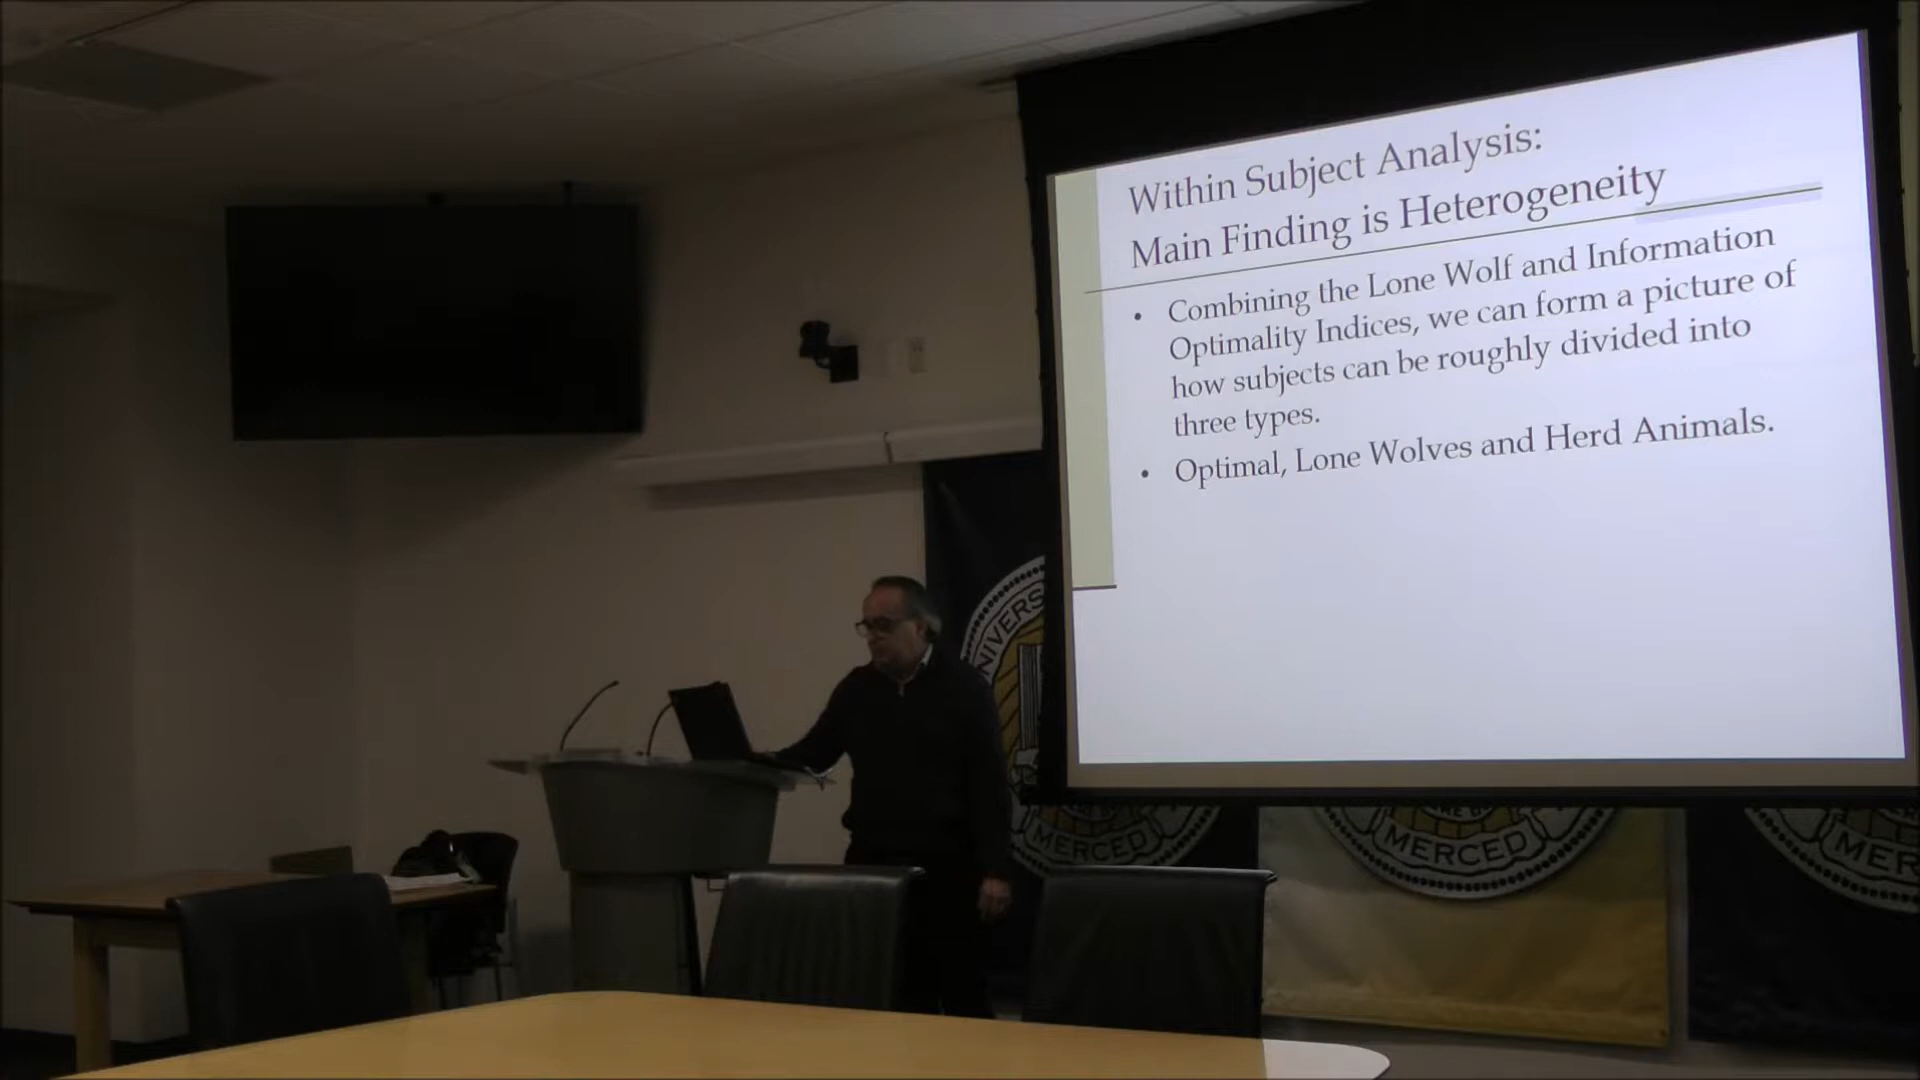 Within Subject Analysis:
Main Finding is Heterogeneity
• Combining the Lone Wolf and Information
Optimality Indices, we can form a picture of
how subjects can be roughly divided into
three types.
• Optimal, Lone Wolves and Herd Animals.
NIVERS
MERCED
MERCED
MER